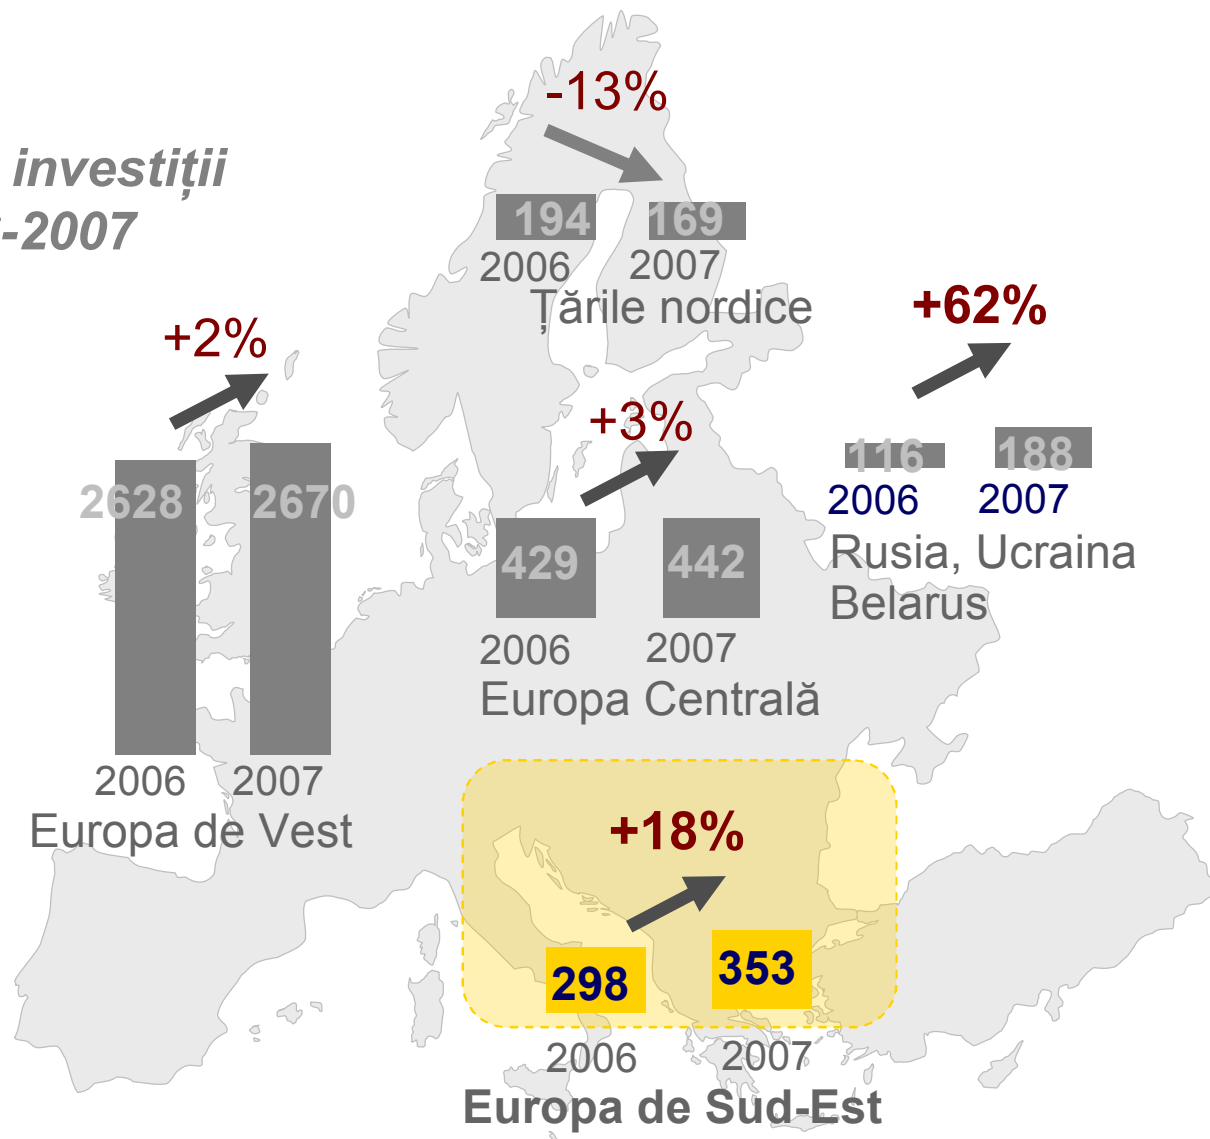 investiții
-2007
-13%
194 169
2006 2007
Țările nordice
+2%
2628 2670
2006 2007
Europa de Vest
+3%
429 442
2006 2007
Europa Centrală
+62%
116 188
2006 2007
Rusia, Ucraina
Belarus
+18%
298 353
2006 2007
Europa de Sud-Est